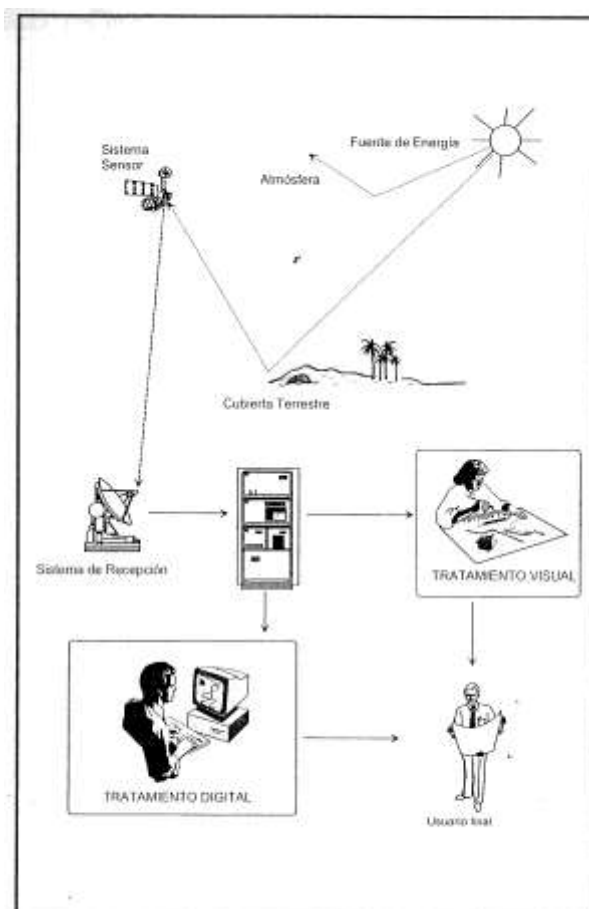 Sistema
Sensor
Fuente de Energía
Atmósfera
r
Cubierta Terrestre
Sistema de Recepción
TRATAMIENTO VISUAL
TRATAMIENTO DIGITAL
Usuario final